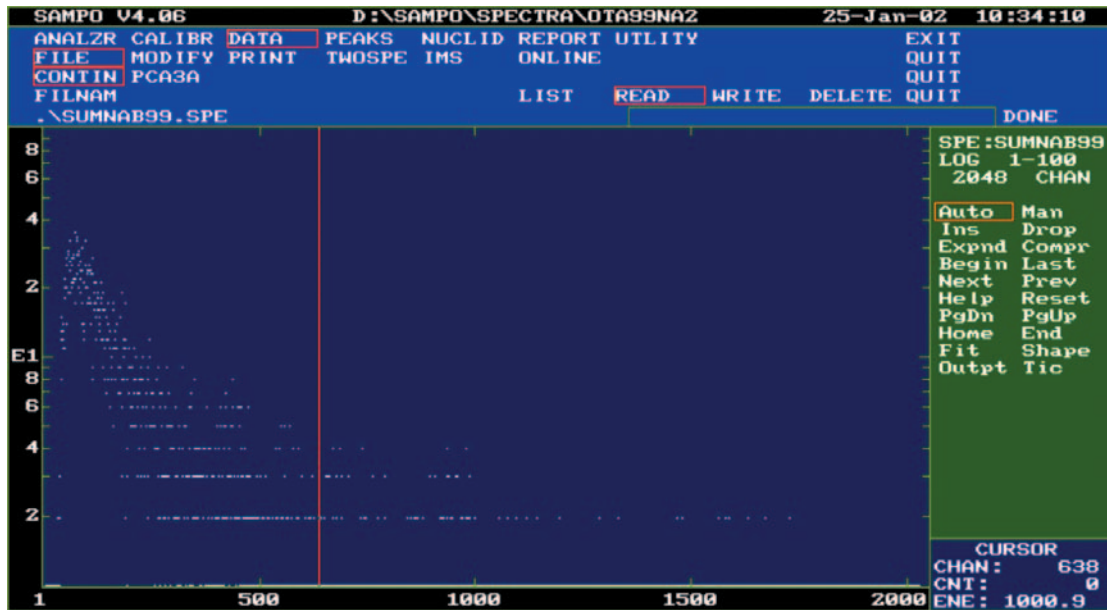 SAMPO V4.06 D:\SAMPO\SPECTRA\OTA99NA2 25-Jan-02 10:34:10
ANALZR CALIBR DATA PEAKS NUCLID REPORT UTLITY EXIT
FILE MODIFY PRINT TWOSPE IMS ONLINE QUIT
CONTIN PCA3A QUIT
FILNAM LIST READ WRITE DELETE QUIT
.\SUMNAB99.SPE DONE
SPE:SUMNAB99
LOG 1-100
2048 CHAN
Auto Man
Ins Drop
Expnd Compr
Begin Last
Next Prev
Help Reset
PgDn PgUp
Home End
Fit Shape
Outpt Tic
8
6
4
2
E1
8
6
4
2
1 500 1000 1500 2000
CURSOR
CHAN: 638
CNT: 0
ENE: 1000.9